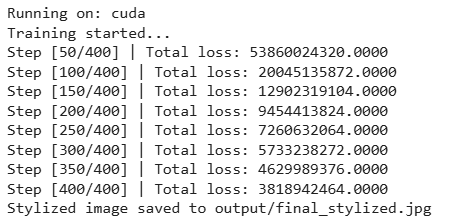 Running on: cuda
Training started...
Step [50/400] | Total loss: 53860024320.0000
Step [100/400] | Total loss: 20045135872.0000
Step [150/400] | Total loss: 12902319104.0000
Step [200/400] | Total loss: 9454413824.0000
Step [250/400] | Total loss: 7260632064.0000
Step [300/400] | Total loss: 5733238272.0000
Step [350/400] | Total loss: 4629989376.0000
Step [400/400] | Total loss: 3818942464.0000
Stylized image saved to output/final_stylized.jpg